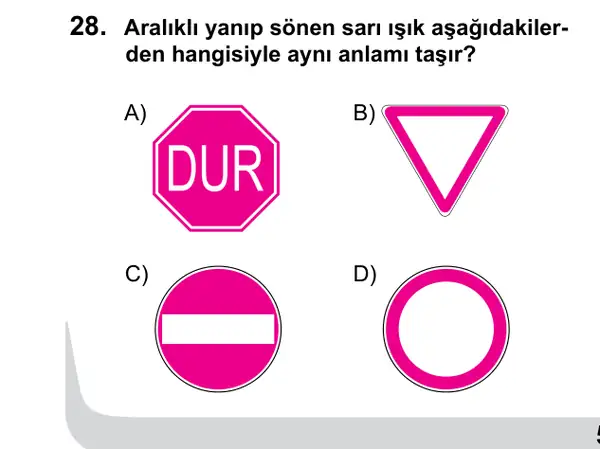 28. Aralıklı yanıp sönen sarı ışık aşağıdakiler-
den hangisiyle aynı anlamı taşır?
A) DUR
B)
C)
D)